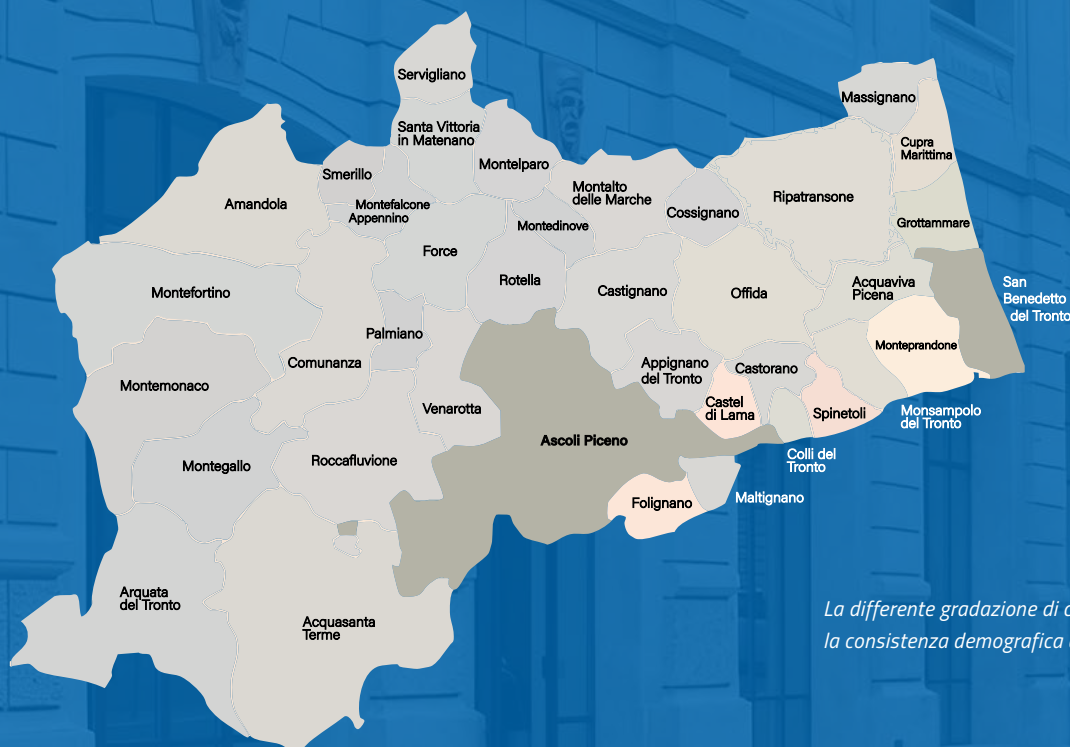 Servigliano
Massignano
Santa Vittoria
in Matenano
Cupra
Marittima
Montelparo
Smerillo
Montalto
delle Marche
Ripatransone
Amandola
Montefalcone
Appennino
Cossignano
Montedinove
Grottammare
Force
Rotella
Acquaviva
Picena
San
Benedetto
del Tronto
Montefortino
Castignano
Offida
Palmiano
Monteprandone
Comunanza
Appignano
del Tronto
Castorano
Montemonaco
Castel
di Lama
Spinetoli
Monsampolo
del Tronto
Venarotta
Ascoli Piceno
Colli del
Tronto
Montegallo
Roccafluvione
Folignano
Maltignano
Arquata
del Tronto
Acquasanta
Terme
La differente gradazione di
la consistenza demografica